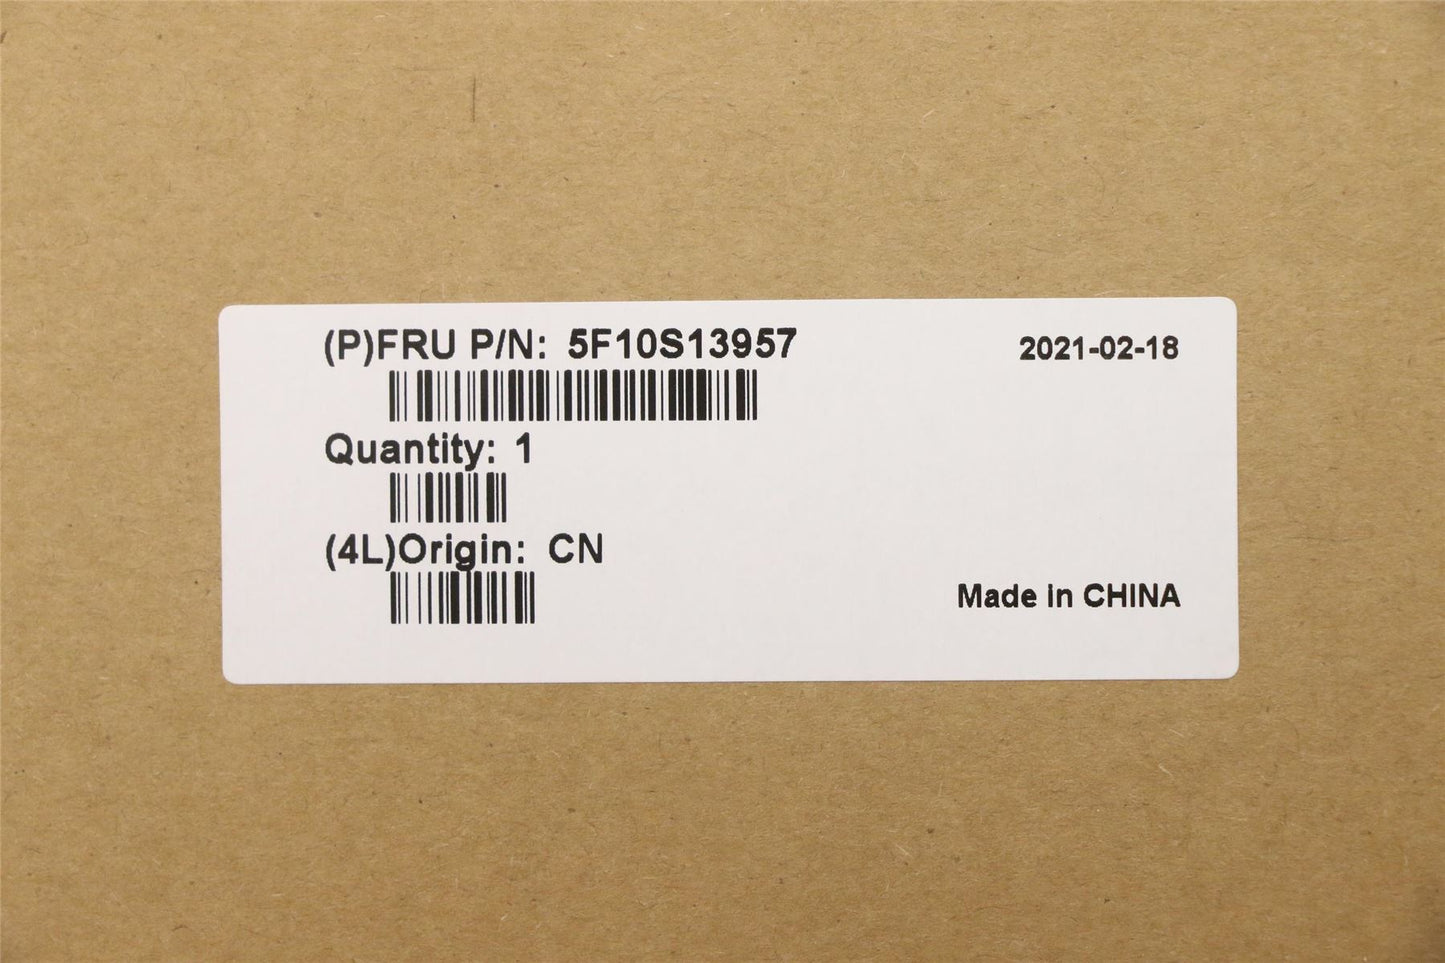 (P)FRU P/N: 5F10S13957
2021-02-18
Quantity: 1
(4L)Origin: CN
Made in CHINA